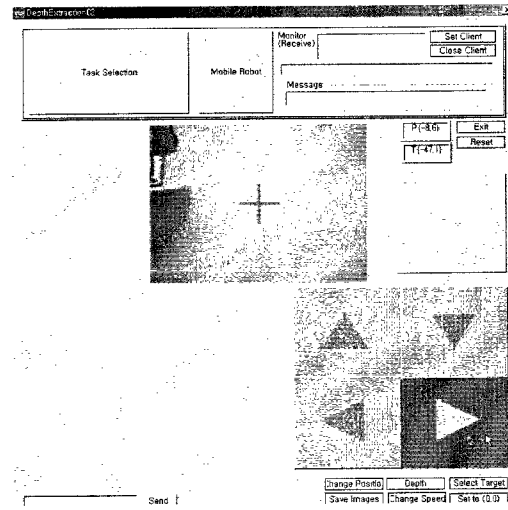 DepthExtraction02
Monitor
(Receive)
Set Client
Close Client
Task Selection
Mobile Robot
Message
P(-8.6)
Exit
T(-47.1)
Reset
Change Positio
Depth
Select Target
Save Images
Change Speed
Set to (0.0)
Send